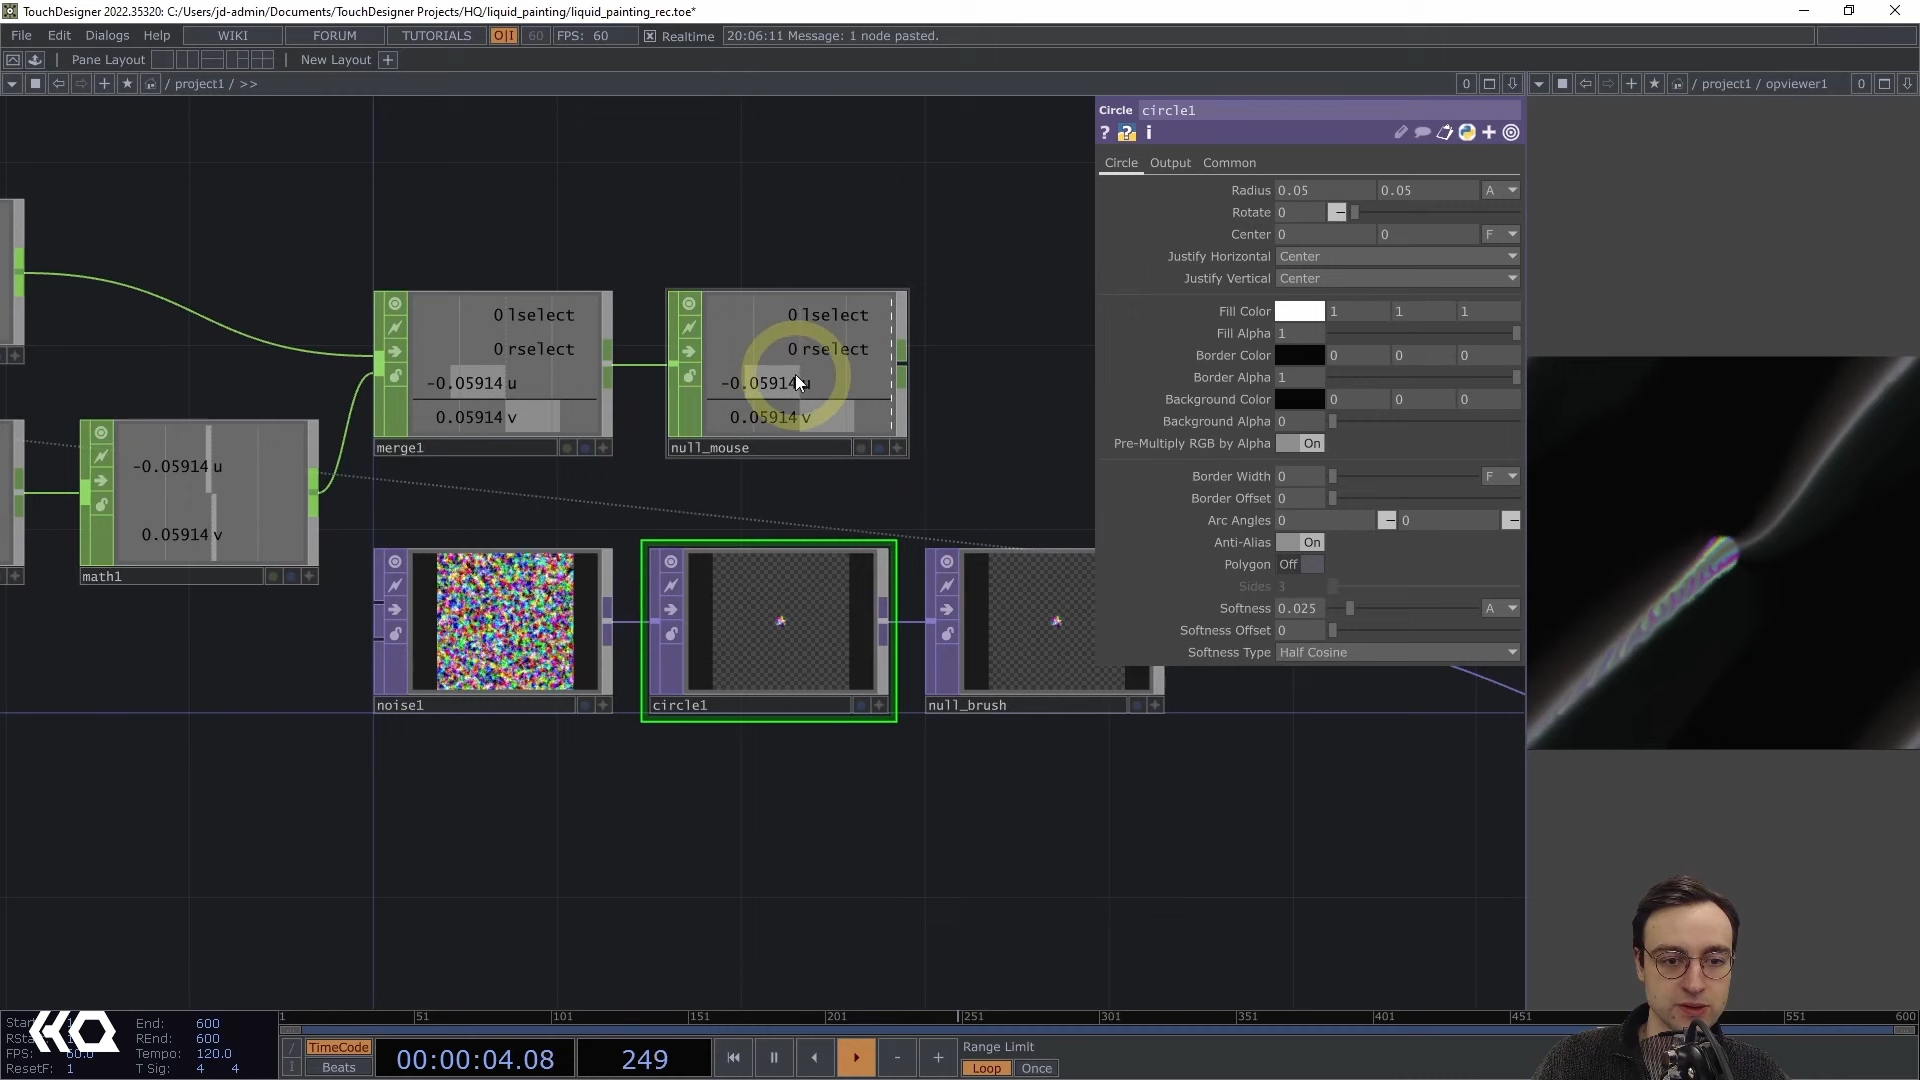 TouchDesigner 2022.35320: C:/Users/jd-admin/Documents/TouchDesigner Projects/HQ/liquid_painting/liquid_painting_rec.toe*
File Edit Dialogs Help WIKI FORUM TUTORIALS O|I 60 FPS: 60 Realtime 20:06:11 Message: 1 node pasted.
Pane Layout New Layout +
/ project1 / >> 0 / project1 / opviewer1 0
Circle circle1
? ? i
Circle Output Common
Radius 0.05 0.05 A
Rotate 0
Center 0 0 F
Justify Horizontal Center
Justify Vertical Center
Fill Color 1 1 1
Fill Alpha 1
Border Color 0 0 0
Border Alpha 1
Background Color 0 0 0
Background Alpha 0
Pre-Multiply RGB by Alpha On
Border Width 0 F
Border Offset 0
Arc Angles 0 0
Anti-Alias On
Polygon Off
Sides 3
Softness 0.025 A
Softness Offset 0
Softness Type Half Cosine
0 lselect
0 rselect
-0.05914 u
0.05914 v
merge1
0 lselect
0 rselect
-0.05914 u
0.05914 v
null_mouse
-0.05914 u
0.05914 v
math1
noise1
circle1
null_brush
1 51 101 151 201 251 301 351 401 451 551 600
HQ
End: 600
REnd: 600
FPS: 60.0 Tempo: 120.0
ResetF: 1 T Sig: 4 4
TimeCode
Beats
00:00:04.08 249
Range Limit
Loop Once